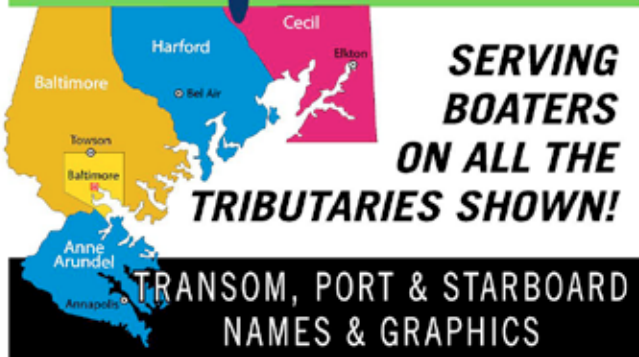 Cecil
Harford
Elkton
Baltimore
Bel Air
SERVING
BOATERS
ON ALL THE
TRIBUTARIES SHOWN!
Towson
Baltimore
Anne
Arundel
Annapolis
TRANSOM, PORT & STARBOARD
NAMES & GRAPHICS